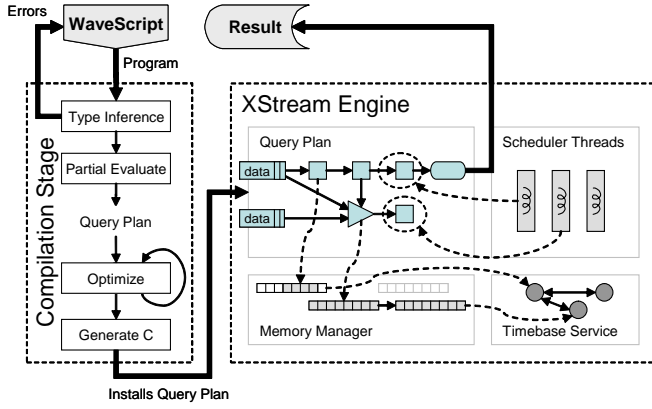 Errors
WaveScript
Result
Program
Compilation Stage
Type Inference
Partial Evaluate
Query Plan
Optimize
Generate C
Installs Query Plan
XStream Engine
Query Plan
data
data
Scheduler Threads
Memory Manager
Timebase Service